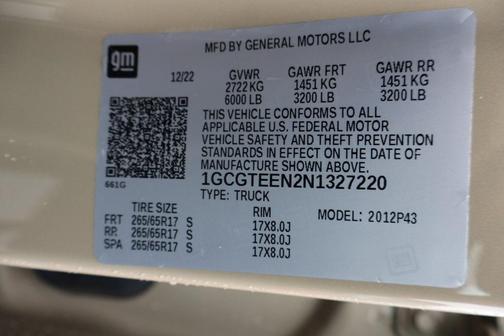 gm
MFD BY GENERAL MOTORS LLC
12/22 GVWR GAWR FRT GAWR RR
2722 KG 1451 KG 1451 KG
6000 LB 3200 LB 3200 LB
THIS VEHICLE CONFORMS TO ALL
APPLICABLE U.S. FEDERAL MOTOR
VEHICLE SAFETY AND THEFT PREVENTION
STANDARDS IN EFFECT ON THE DATE OF
MANUFACTURE SHOWN ABOVE.
661G
1GCGTEEN2N1327220
TYPE: TRUCK
TIRE SIZE RIM MODEL: 2012P43
FRT 265/65R17 S 17X8.0J
RR 265/65R17 S 17X8.0J
SPA 265/65R17 S 17X8.0J